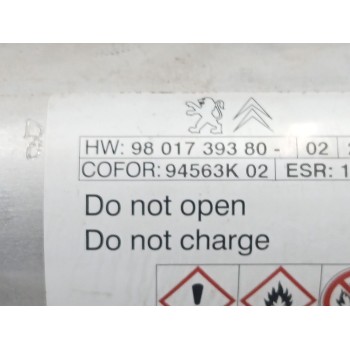 HW: 98 017 393 80 - 02
COFOR: 94563K 02 ESR: 1
Do not open
Do not charge